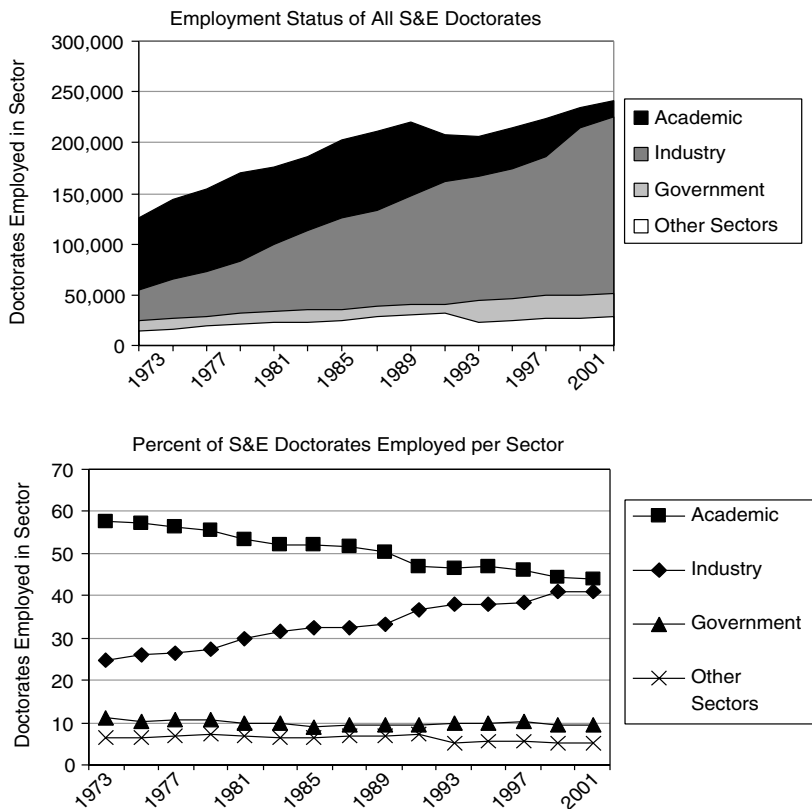 Employment Status of All S&E Doctorates
Doctorates Employed in Sector
300,000
250,000
200,000
150,000
100,000
50,000
0
1973
1977
1981
1985
1989
1993
1997
2001
Academic
Industry
Government
Other Sectors
Percent of S&E Doctorates Employed per Sector
Doctorates Employed in Sector
70
60
50
40
30
20
10
0
1973
1977
1981
1985
1989
1993
1997
2001
Academic
Industry
Government
Other
Sectors